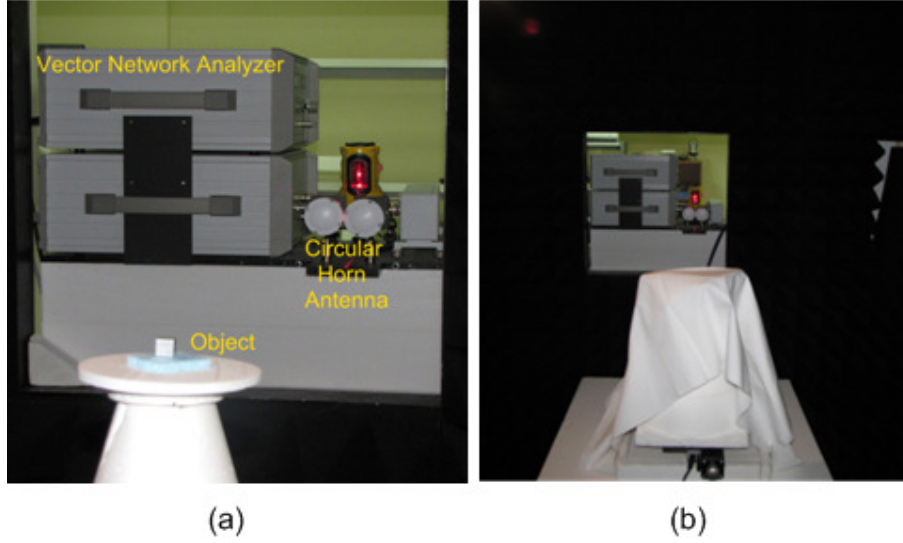 Vector Network Analyzer
Circular
Horn
Antenna
Object
(a)
(b)